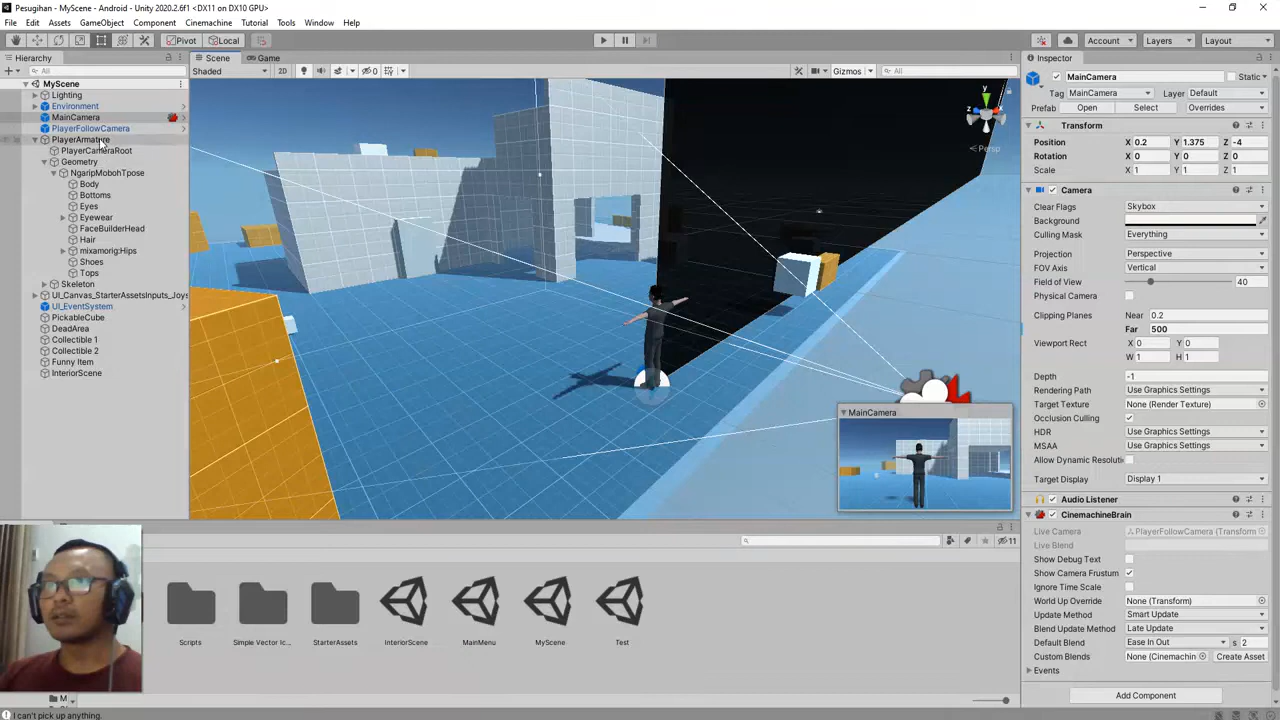 Pesugihan - MyScene - Android - Unity 2020.2.6f1 <DX11 on DX10 GPU>
File Edit Assets GameObject Component Cinemachine Tutorial Tools Window Help
Pivot Local Account Layers Layout
Hierarchy
All
MyScene
Lighting
Environment
MainCamera
PlayerFollowCamera
PlayerArmature
PlayerCameraRoot
Geometry
NgaripMobohTpose
Body
Bottoms
Eyes
Eyewear
FaceBuilderHead
Hair
mixamorig:Hips
Shoes
Tops
Skeleton
UI_Canvas_StarterAssetsInputs_Joys
UI_EventSystem
PickableCube
DeadArea
Collectible 1
Collectible 2
Funny Item
InteriorScene
Scene Game
Shaded 2D 0 Gizmos All
y
x
z
Persp
MainCamera
Inspector
MainCamera Static
Tag MainCamera Layer Default
Prefab Open Select Overrides
Transform
Position X 0.2 Y 1.375 Z -4
Rotation X 0 Y 0 Z 0
Scale X 1 Y 1 Z 1
Camera
Clear Flags Skybox
Background
Culling Mask Everything
Projection Perspective
FOV Axis Vertical
Field of View 40
Physical Camera
Clipping Planes Near 0.2
Far 500
Viewport Rect X 0 Y 0
W 1 H 1
Depth -1
Rendering Path Use Graphics Settings
Target Texture None (Render Texture)
Occlusion Culling
HDR Use Graphics Settings
MSAA Use Graphics Settings
Allow Dynamic Resoluti
Target Display Display 1
Audio Listener
CinemachineBrain
Live Camera PlayerFollowCamera (Transform
Live Blend
Show Debug Text
Show Camera Frustum
Ignore Time Scale
World Up Override None (Transform)
Update Method Smart Update
Blend Update Method Late Update
Default Blend Ease In Out s 2
Custom Blends None (Cinemachin Create Asset
Events
Add Component
11
Scripts Simple Vector Ic... StarterAssets InteriorScene MainMenu MyScene Test
M
I can't pick up anything.